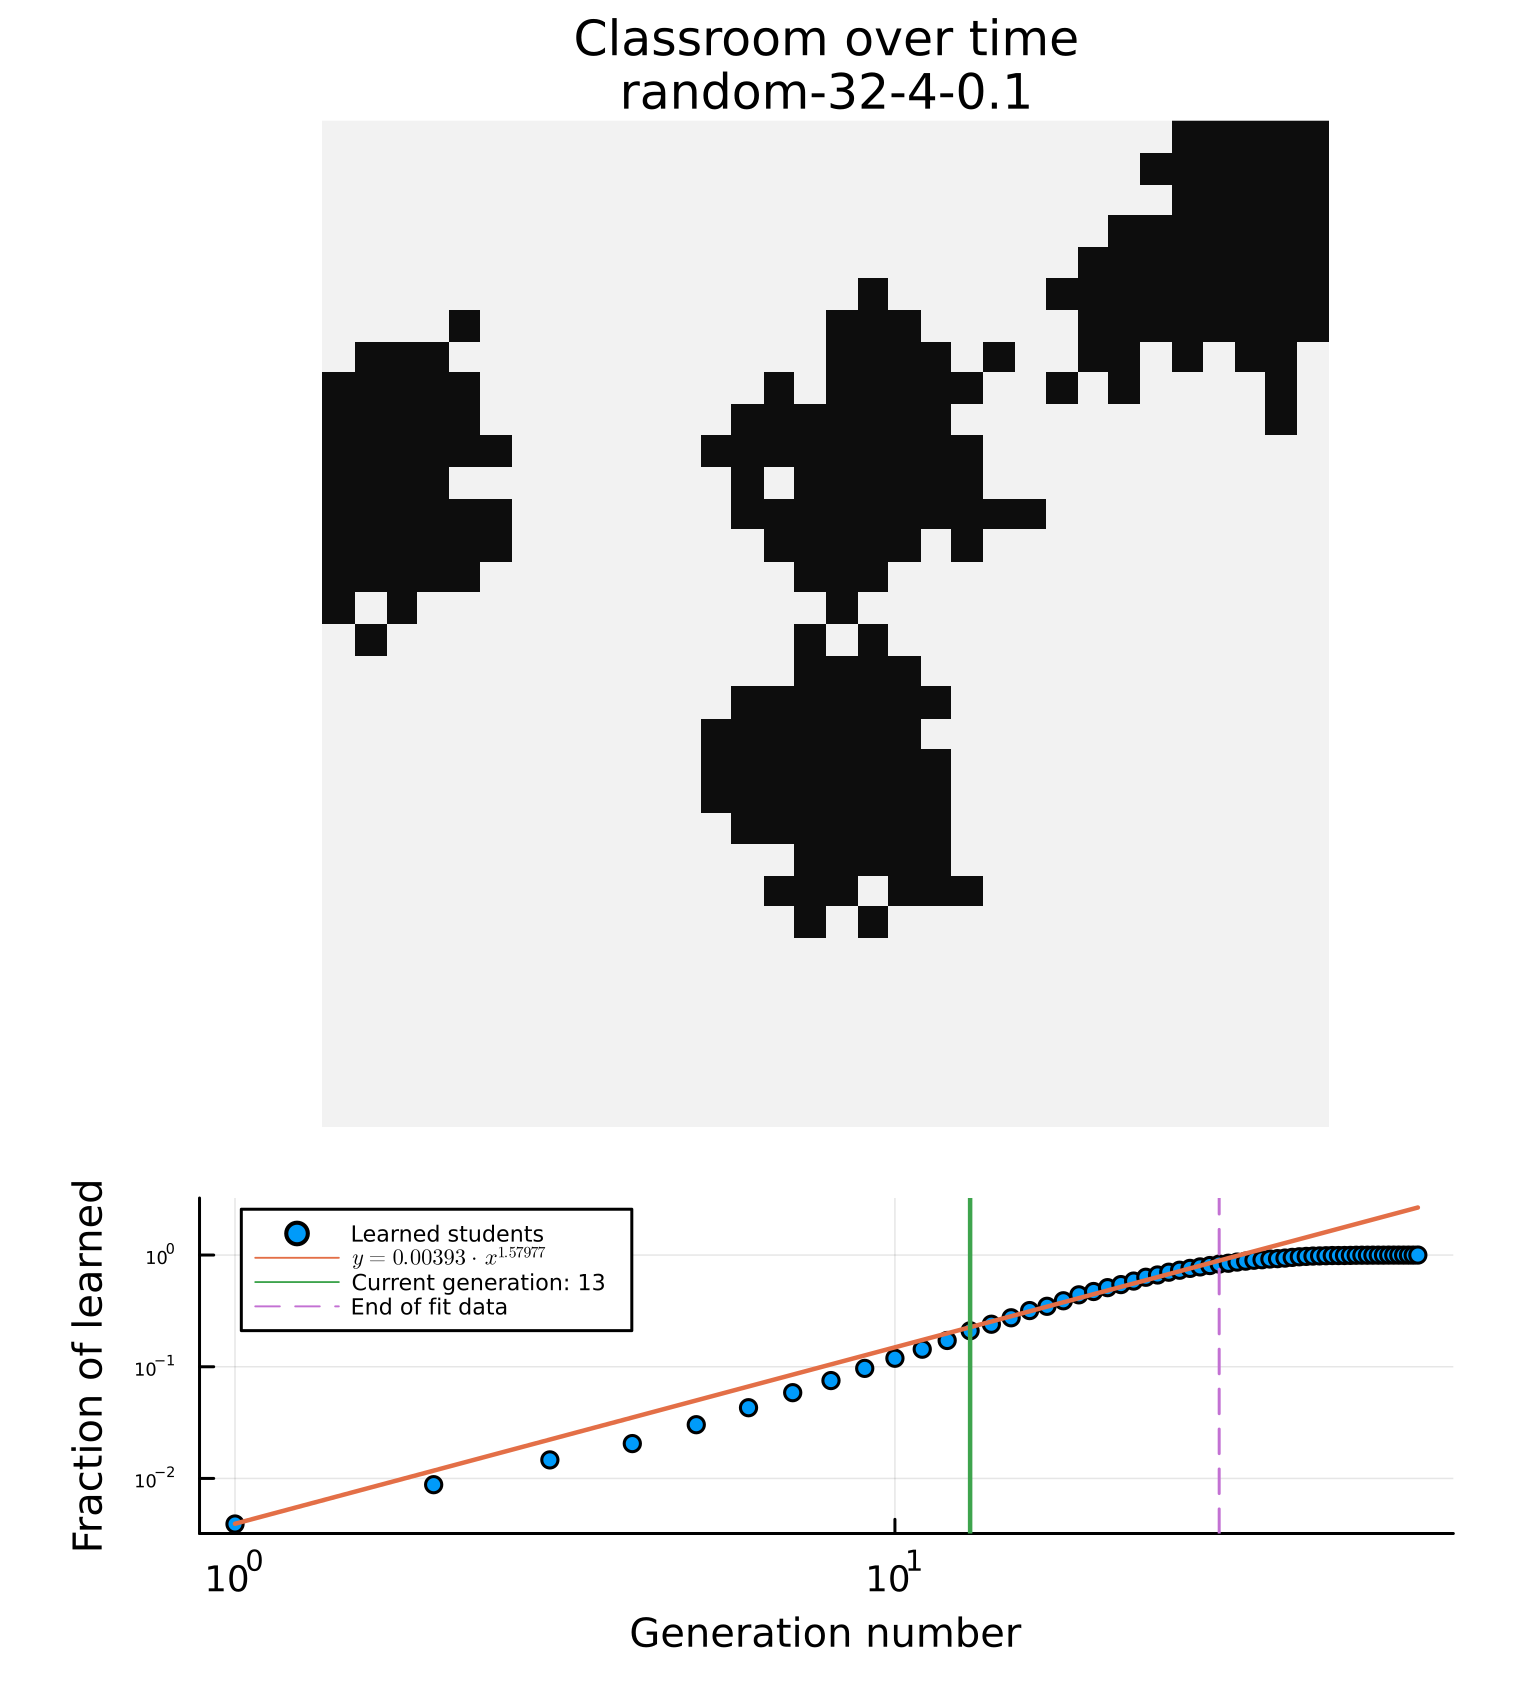 Classroom over time
random-32-4-0.1
Fraction of learned
Learned students
y = 0.00393 · x^1.57977
Current generation: 13
End of fit data
10^0
10^-1
10^-2
10^0
10^1
Generation number